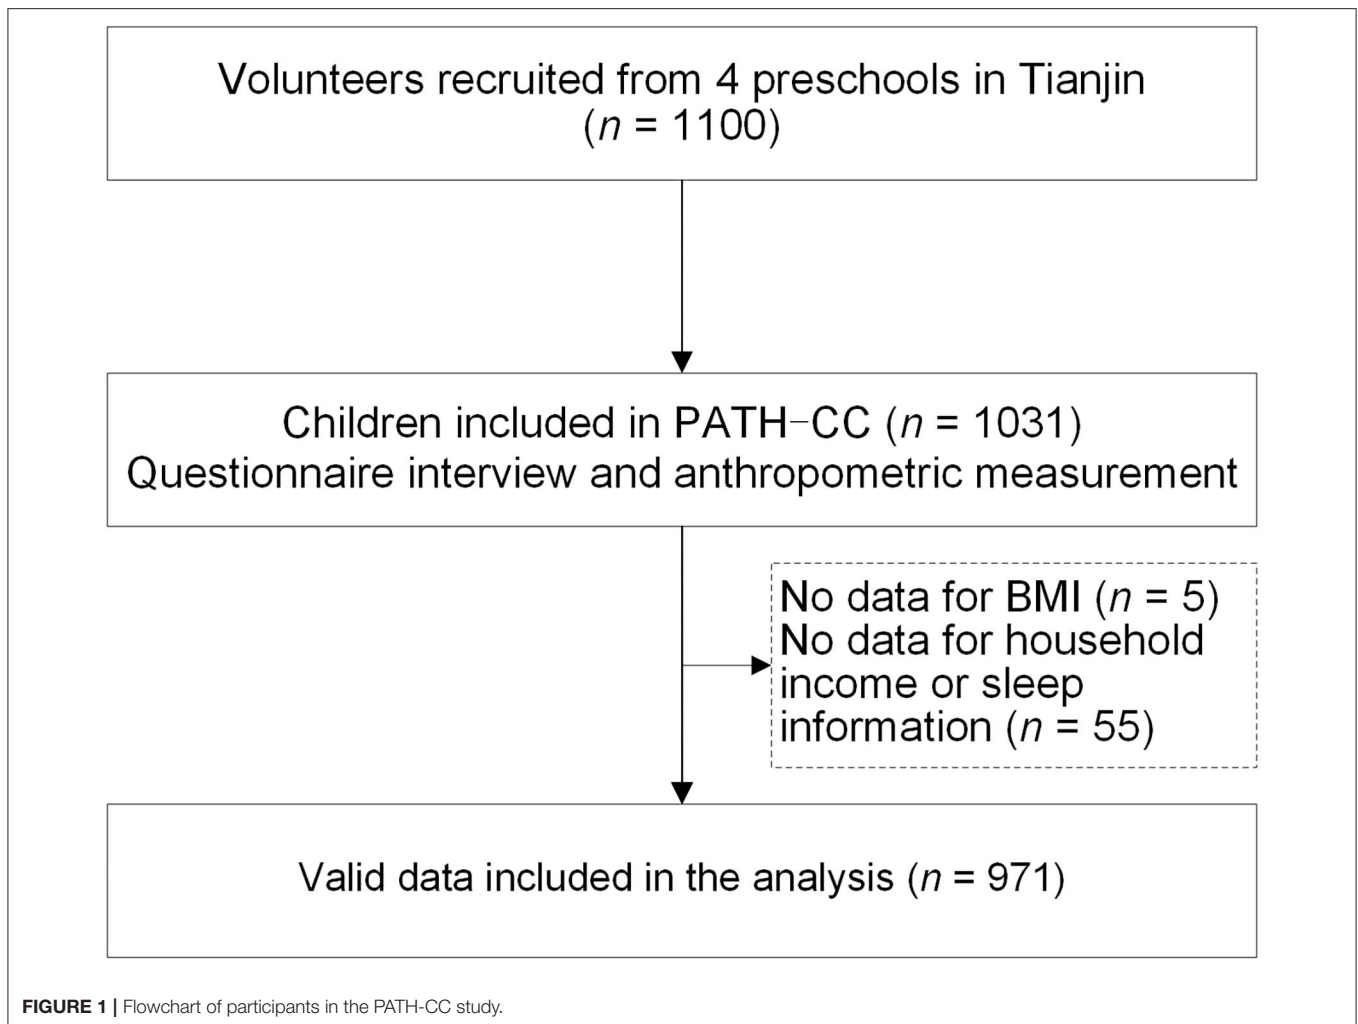 Volunteers recruited from 4 preschools in Tianjin
(n = 1100)
Children included in PATH−CC (n = 1031)
Questionnaire interview and anthropometric measurement
No data for BMI (n = 5)
No data for household
income or sleep
information (n = 55)
Valid data included in the analysis (n = 971)
FIGURE 1 | Flowchart of participants in the PATH-CC study.